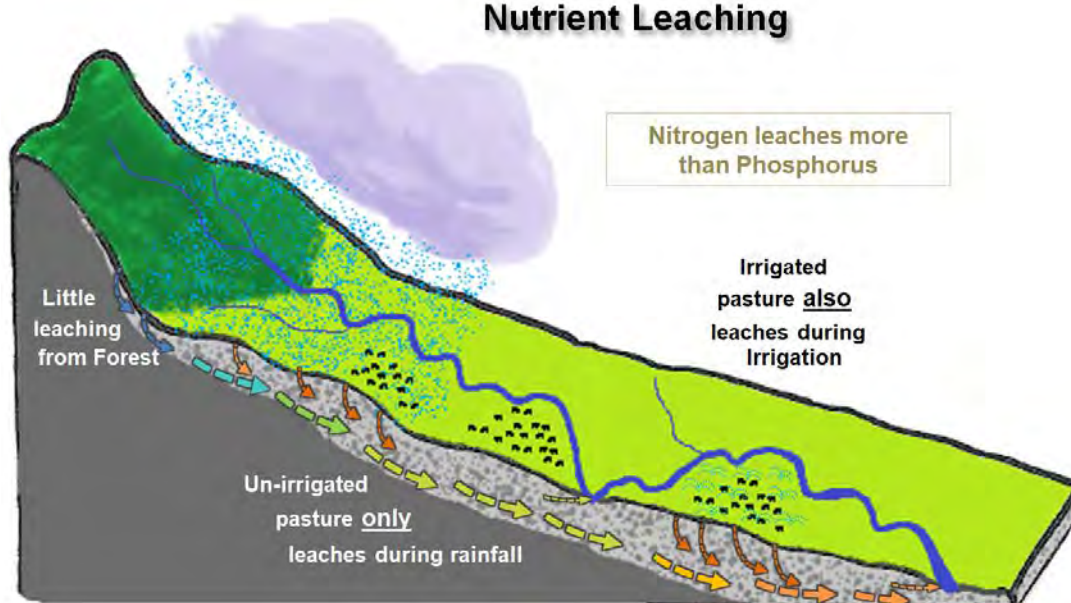 Nutrient Leaching
Nitrogen leaches more
than Phosphorus
Irrigated
pasture also
leaches during
Irrigation
Little
leaching
from Forest
Un-irrigated
pasture only
leaches during rainfall